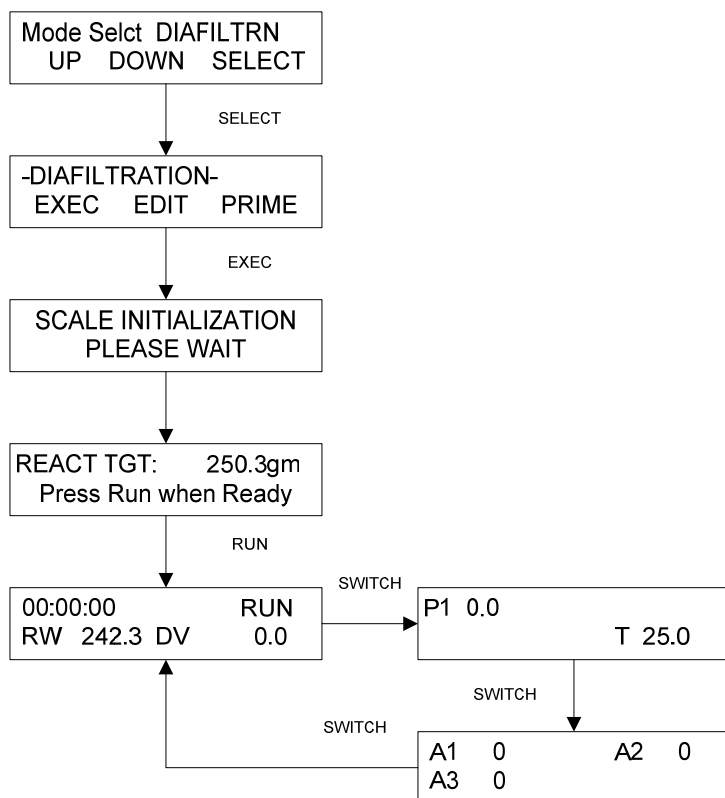 Mode Selct DIAFILTRN
UP DOWN SELECT
SELECT
-DIAFILTRATION-
EXEC EDIT PRIME
EXEC
SCALE INITIALIZATION
PLEASE WAIT
REACT TGT: 250.3gm
Press Run when Ready
RUN
00:00:00 RUN
RW 242.3 DV 0.0
SWITCH
P1 0.0
T 25.0
SWITCH
SWITCH
A1 0 A2 0
A3 0